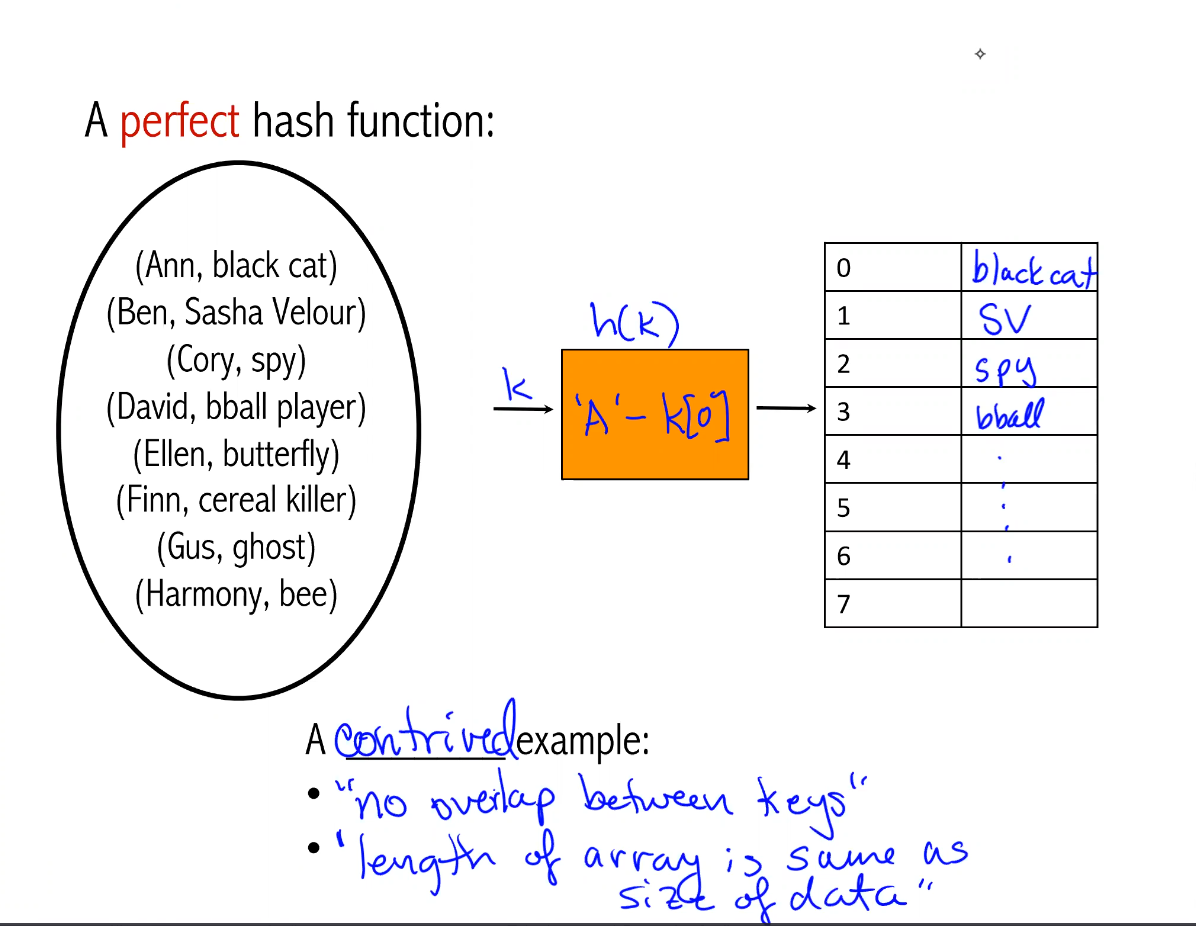 A perfect hash function:
(Ann, black cat)
(Ben, Sasha Velour)
(Cory, spy)
(David, bball player)
(Ellen, butterfly)
(Finn, cereal killer)
(Gus, ghost)
(Harmony, bee)
k
h(k)
'A'- k[0]
0 black cat
1 SV
2 spy
3 bball
4
5
6
7
A contrived example:
• "no overlap between keys"
• "length of array is same as
size of data"